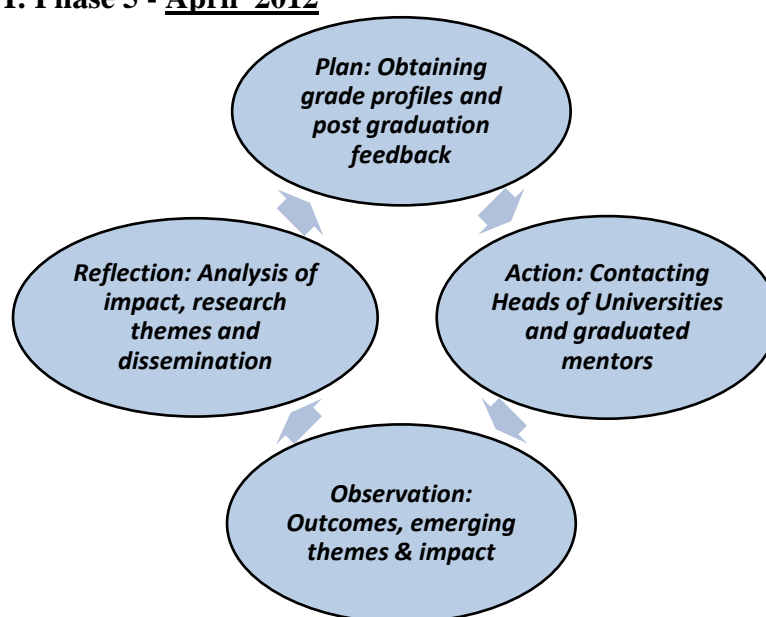 1. Phase 5 - April 2012
Plan: Obtaining
grade profiles and
post graduation
feedback
Reflection: Analysis of
impact, research
themes and
dissemination
Action: Contacting
Heads of Universities
and graduated
mentors
Observation:
Outcomes, emerging
themes & impact